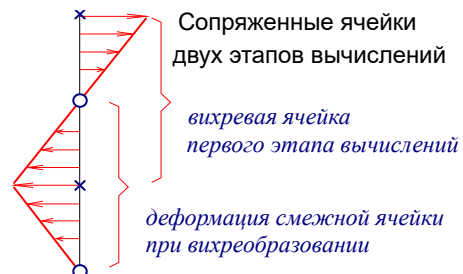 Сопряженные ячейки
двух этапов вычислений
вихревая ячейка
первого этапа вычислений
деформация смежной ячейки
при вихреобразовании